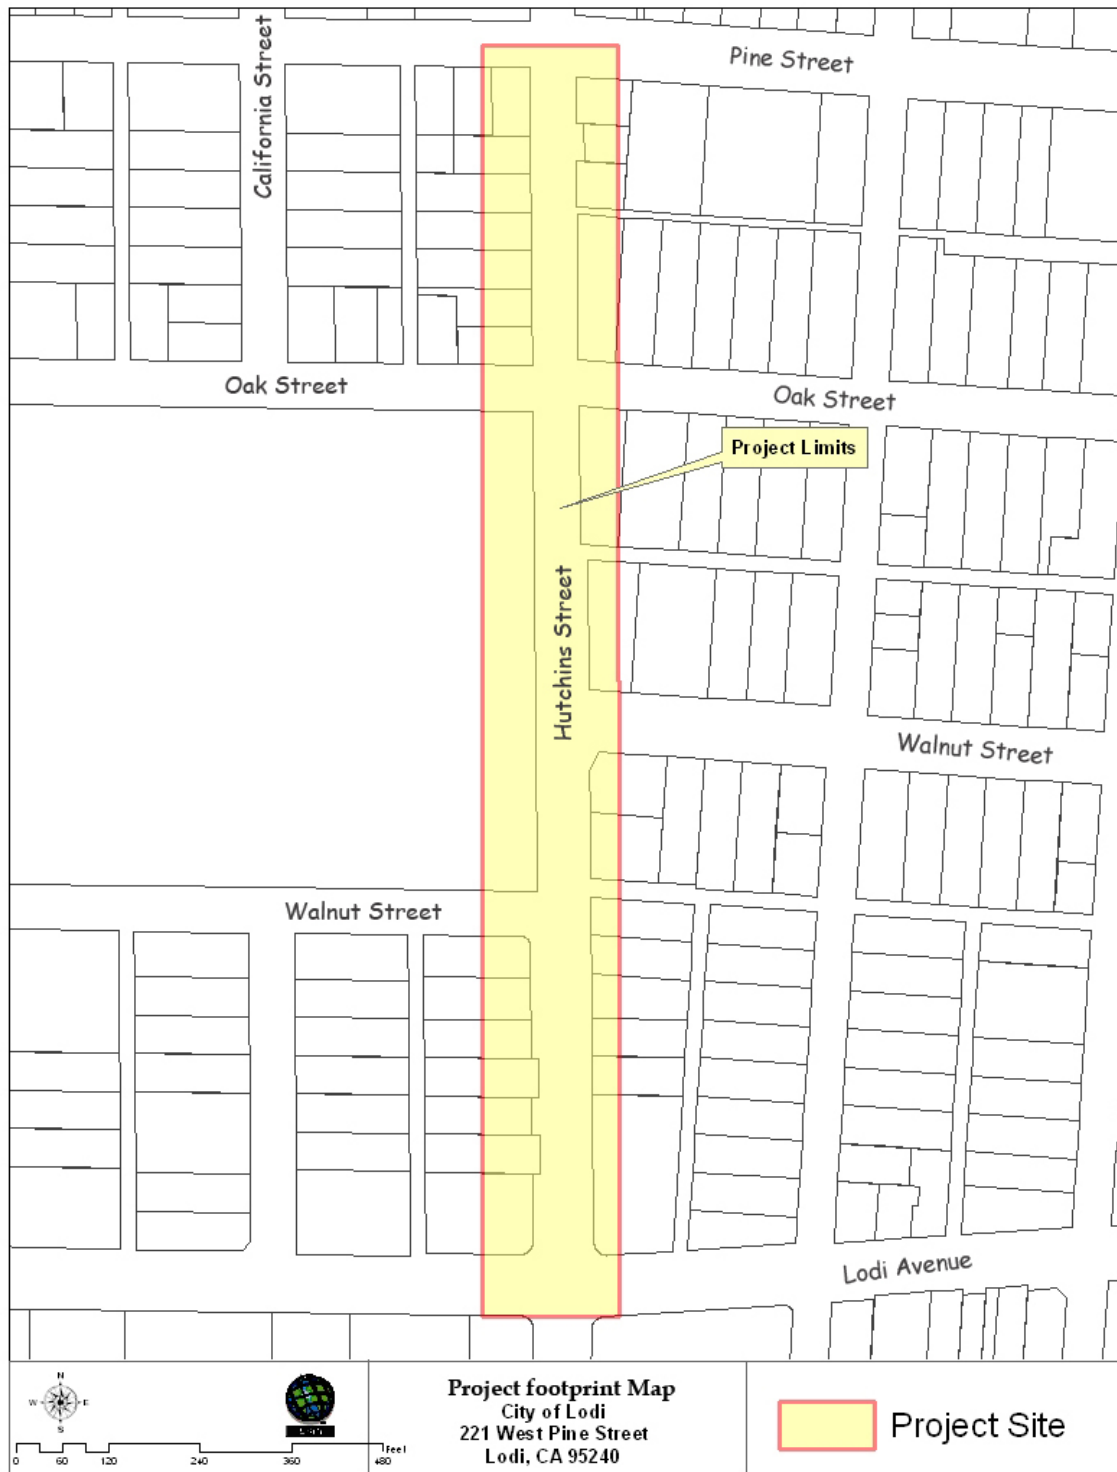 Pine Street
California Street
Oak Street
Oak Street
Project Limits
Hutchins Street
Walnut Street
Walnut Street
Lodi Avenue
N
W E
S
Feet
0 60 120 240 360 480
Project footprint Map
City of Lodi
221 West Pine Street
Lodi, CA 95240
Project Site